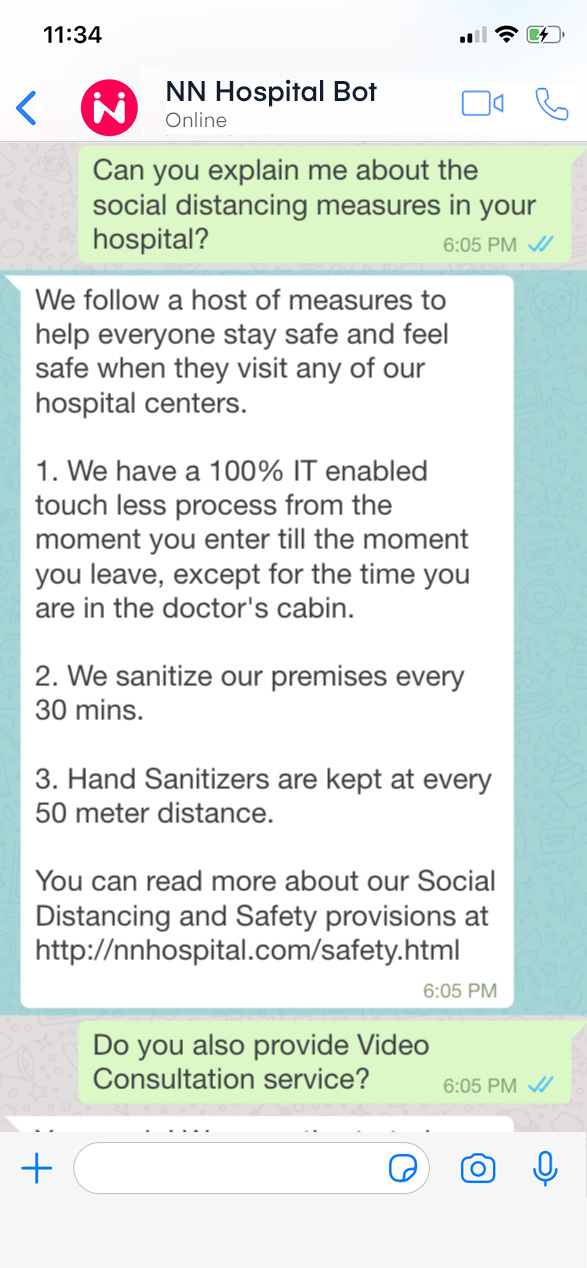 11:34
NN Hospital Bot
Online
Can you explain me about the
social distancing measures in your
hospital?
6:05 PM
We follow a host of measures to
help everyone stay safe and feel
safe when they visit any of our
hospital centers.
1. We have a 100% IT enabled
touch less process from the
moment you enter till the moment
you leave, except for the time you
are in the doctor's cabin.
2. We sanitize our premises every
30 mins.
3. Hand Sanitizers are kept at every
50 meter distance.
You can read more about our Social
Distancing and Safety provisions at
http://nnhospital.com/safety.html
6:05 PM
Do you also provide Video
Consultation service?
6:05 PM